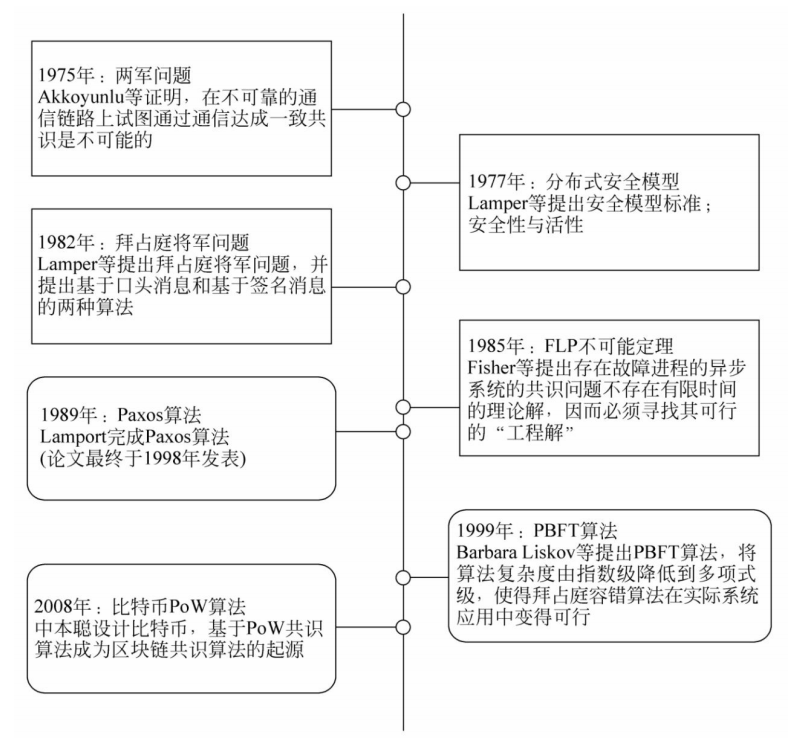 1975年：两军问题
Akkoyunlu等证明，在不可靠的通
信链路上试图通过通信达成一致共
识是不可能的
1977年：分布式安全模型
Lamper等提出安全模型标准；
安全性与活性
1982年：拜占庭将军问题
Lamper等提出拜占庭将军问题，并
提出基于口头消息和基于签名消息
的两种算法
1985年：FLP不可能定理
Fisher等提出存在故障进程的异步
系统的共识问题不存在有限时间
的理论解，因而必须寻找其可行
的“工程解”
1989年：Paxos算法
Lamport完成Paxos算法
(论文最终于1998年发表)
1999年：PBFT算法
Barbara Liskov等提出PBFT算法，将
算法复杂度由指数级降低到多项式
级，使得拜占庭容错算法在实际系统
应用中变得可行
2008年：比特币PoW算法
中本聪设计比特币，基于PoW共识
算法成为区块链共识算法的起源